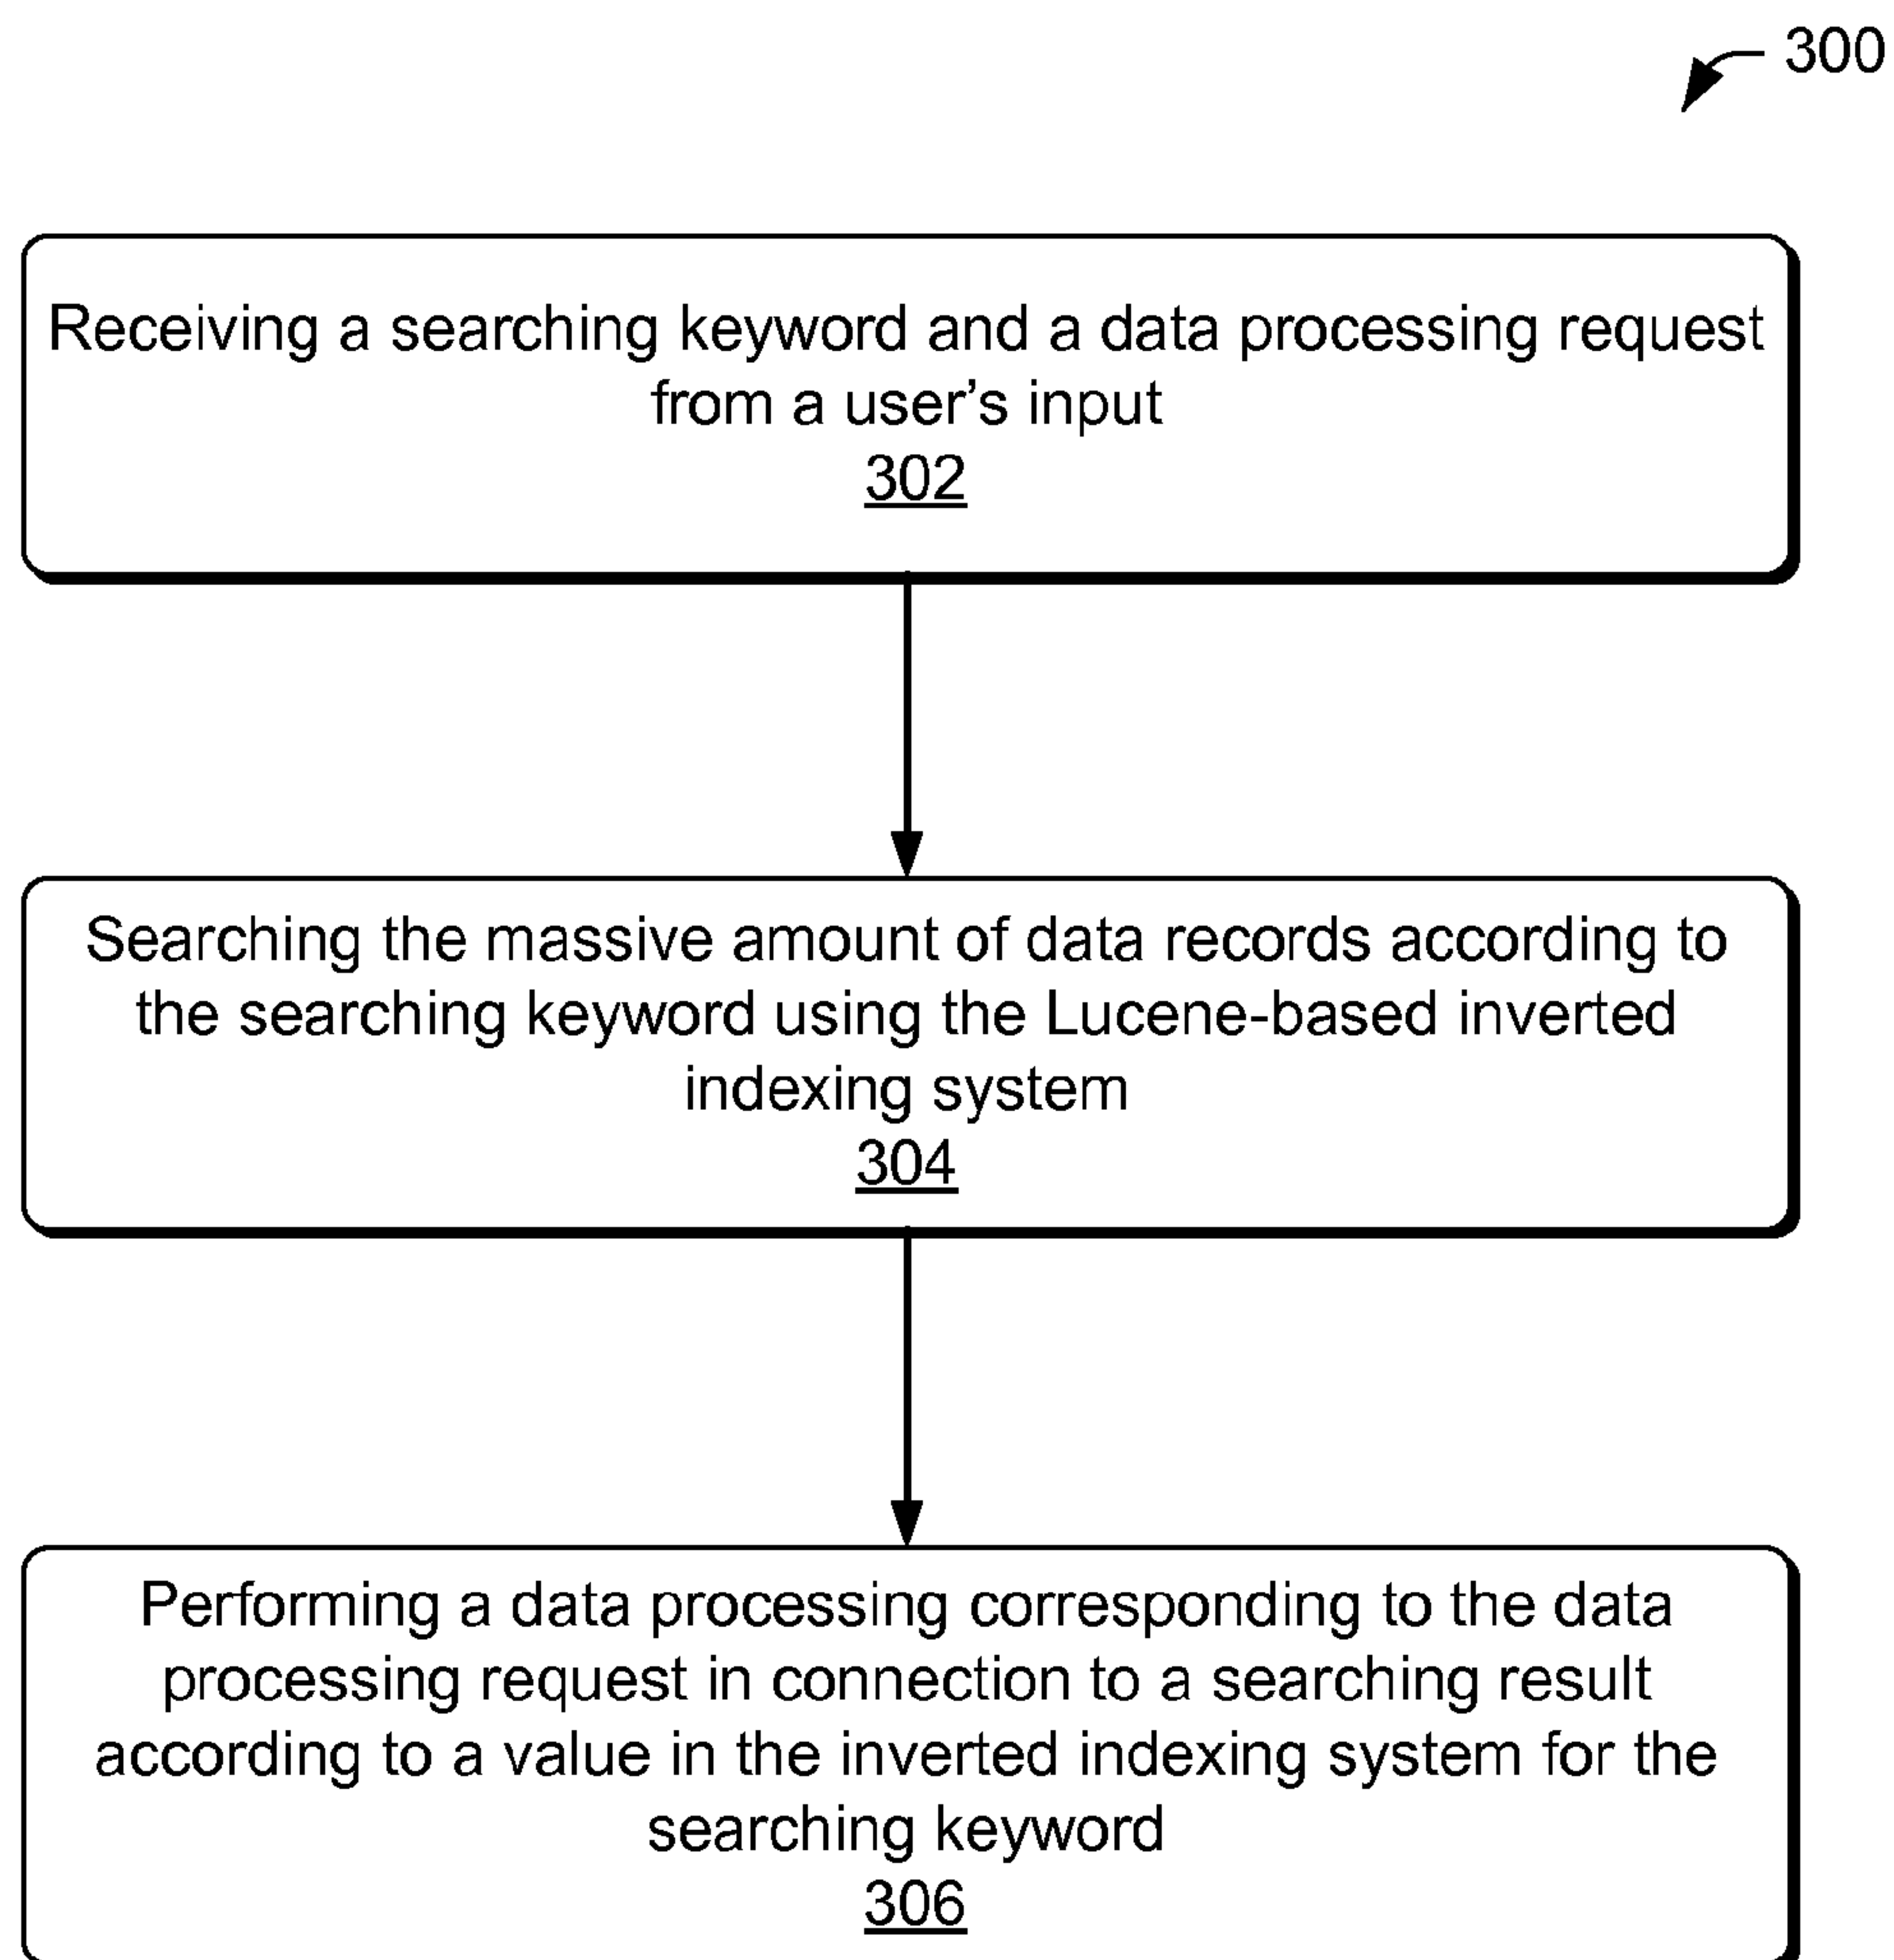 300
Receiving a searching keyword and a data processing request
from a user’s input
302
Searching the massive amount of data records according to
the searching keyword using the Lucene-based inverted
indexing system
304
Performing a data processing corresponding to the data
processing request in connection to a searching result
according to a value in the inverted indexing system for the
searching keyword
306